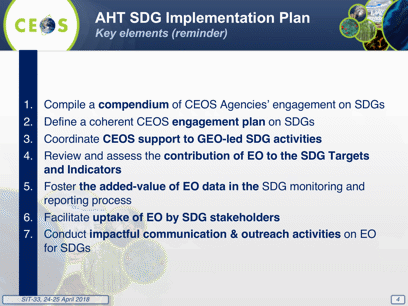 CEOS
AHT SDG Implementation Plan
Key elements (reminder)
1. Compile a compendium of CEOS Agencies' engagement on SDGs
2. Define a coherent CEOS engagement plan on SDGs
3. Coordinate CEOS support to GEO-led SDG activities
4. Review and assess the contribution of EO to the SDG Targets
and Indicators
5. Foster the added-value of EO data in the SDG monitoring and
reporting process
6. Facilitate uptake of EO by SDG stakeholders
7. Conduct impactful communication & outreach activities on EO
for SDGs
SIT-33, 24-25 April 2018
4